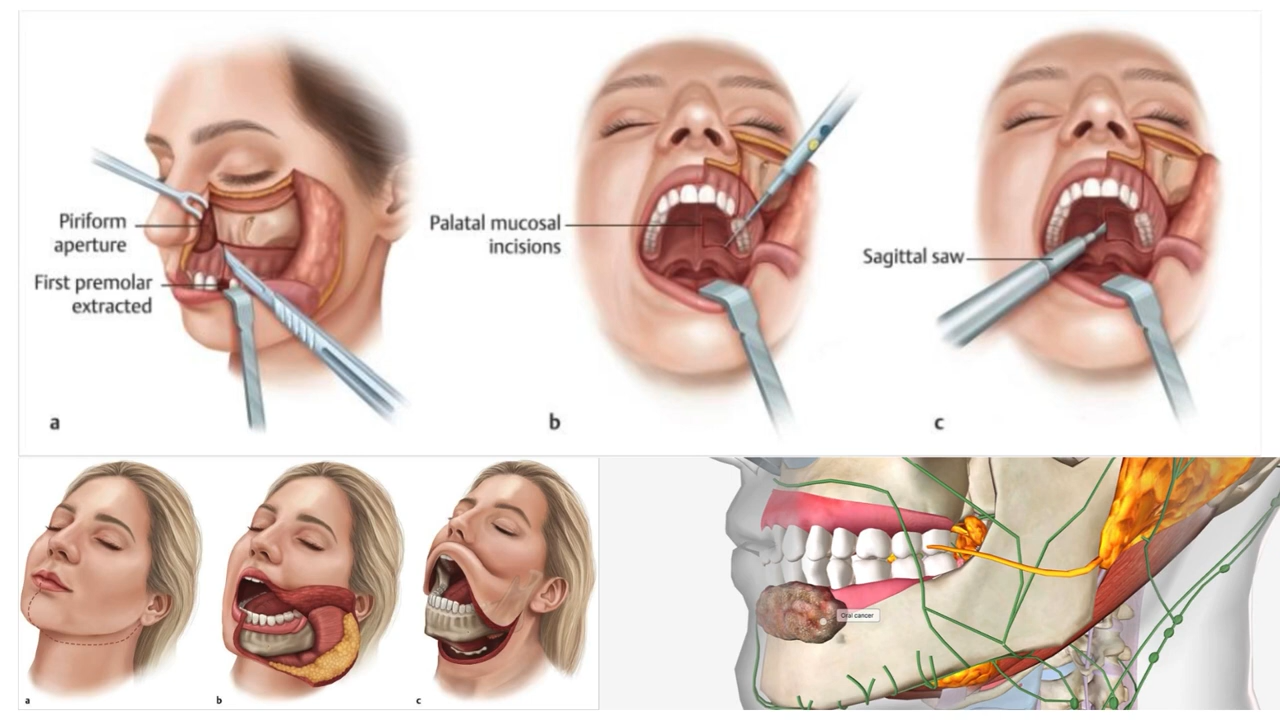 Piriform
aperture
First premolar
extracted
a
Palatal mucosal
incisions
b
Sagittal saw
c
a
b
c
Oral cancer